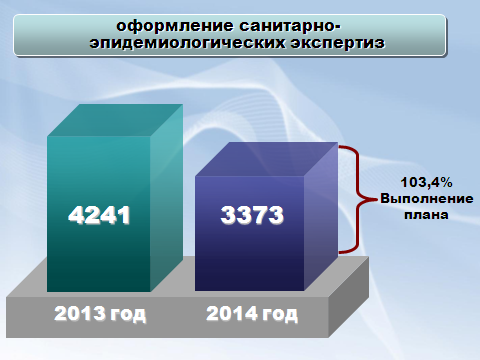 оформление санитарно-
эпидемиологических экспертиз
4241
3373
103,4%
Выполнение
плана
2013 год
2014 год